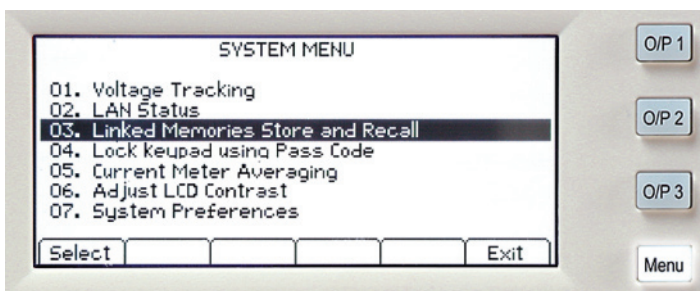 SYSTEM MENU
01. Voltage Tracking
02. LAN Status
03. Linked Memories Store and Recall
04. Lock keypad using Pass Code
05. Current Meter Averaging
06. Adjust LCD Contrast
07. System Preferences
Select Exit
O/P 1
O/P 2
O/P 3
Menu